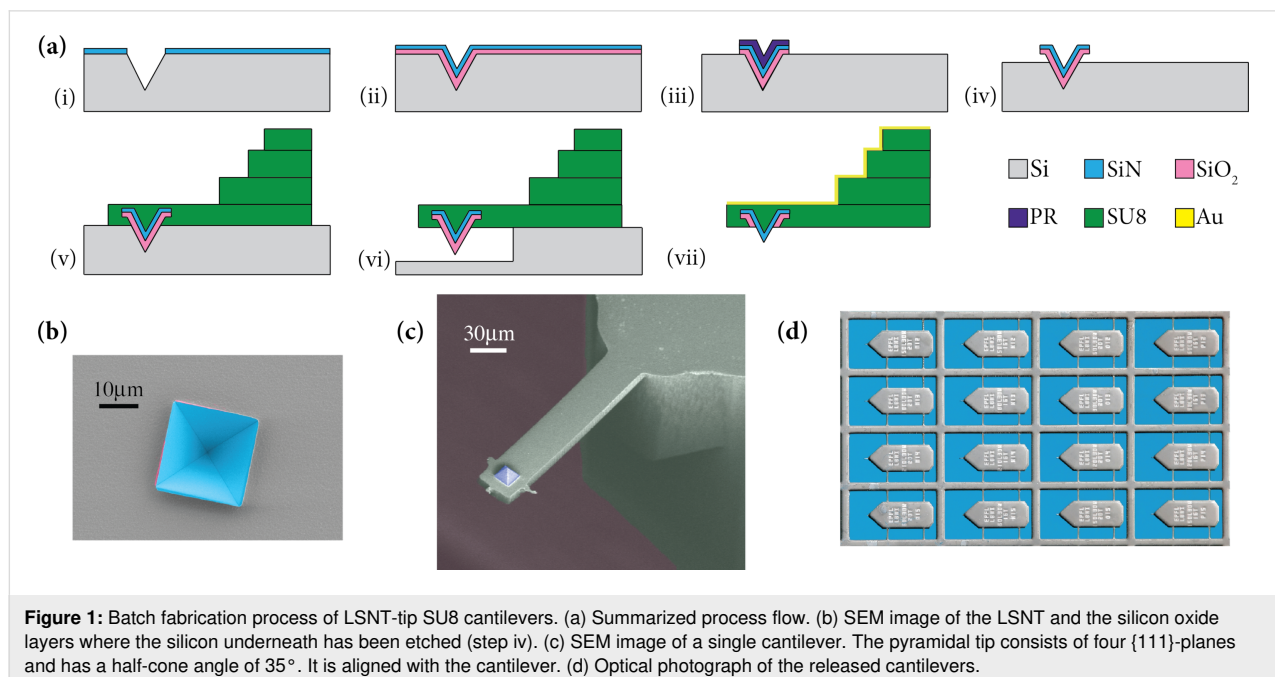 (a)
(i)
(ii)
(iii)
(iv)
Si
SiN
SiO₂
PR
SU8
Au
(v)
(vi)
(vii)
(b)
10µm
(c)
30µm
(d)
Figure 1: Batch fabrication process of LSNT-tip SU8 cantilevers. (a) Summarized process flow. (b) SEM image of the LSNT and the silicon oxide
layers where the silicon underneath has been etched (step iv). (c) SEM image of a single cantilever. The pyramidal tip consists of four {111}-planes
and has a half-cone angle of 35°. It is aligned with the cantilever. (d) Optical photograph of the released cantilevers.